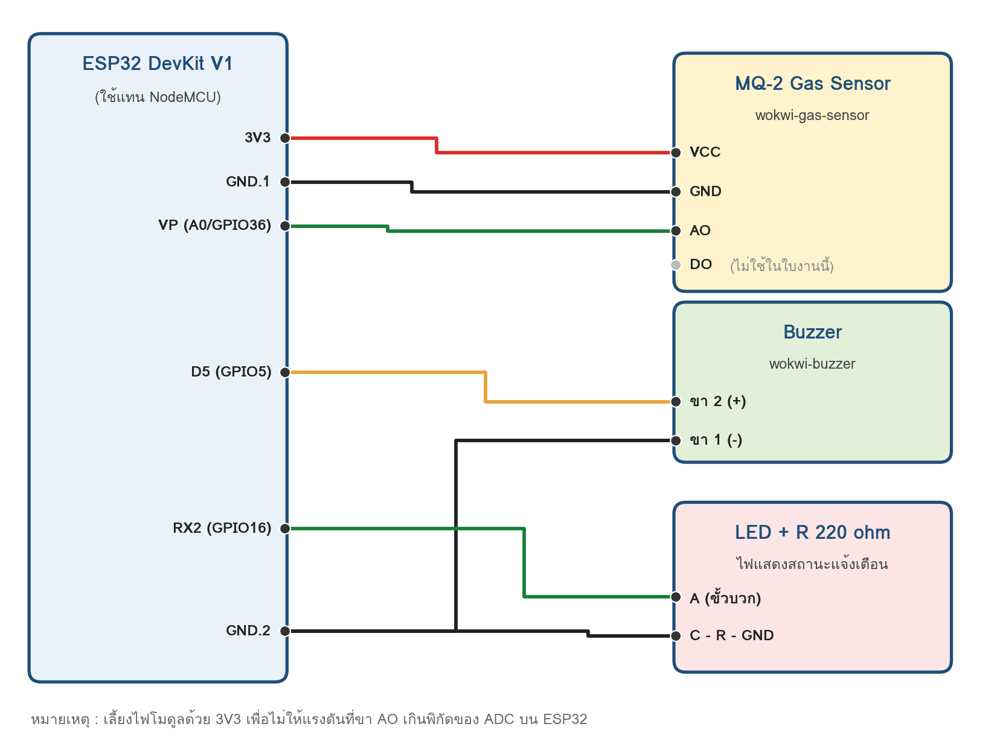 ESP32 DevKit V1
(ใช้แทน NodeMCU)
3V3
GND.1
VP (A0/GPIO36)
D5 (GPIO5)
RX2 (GPIO16)
GND.2
MQ-2 Gas Sensor
wokwi-gas-sensor
VCC
GND
AO
DO (ไม่ใช้ในใบงานนี้)
Buzzer
wokwi-buzzer
ขา 2 (+)
ขา 1 (-)
LED + R 220 ohm
ไฟแสดงสถานะแจ้งเตือน
A (ขั้วบวก)
C - R - GND
หมายเหตุ : เลี้ยงไฟโมดูลด้วย 3V3 เพื่อไม่ให้แรงดันที่ขา AO เกินพิกัดของ ADC บน ESP32